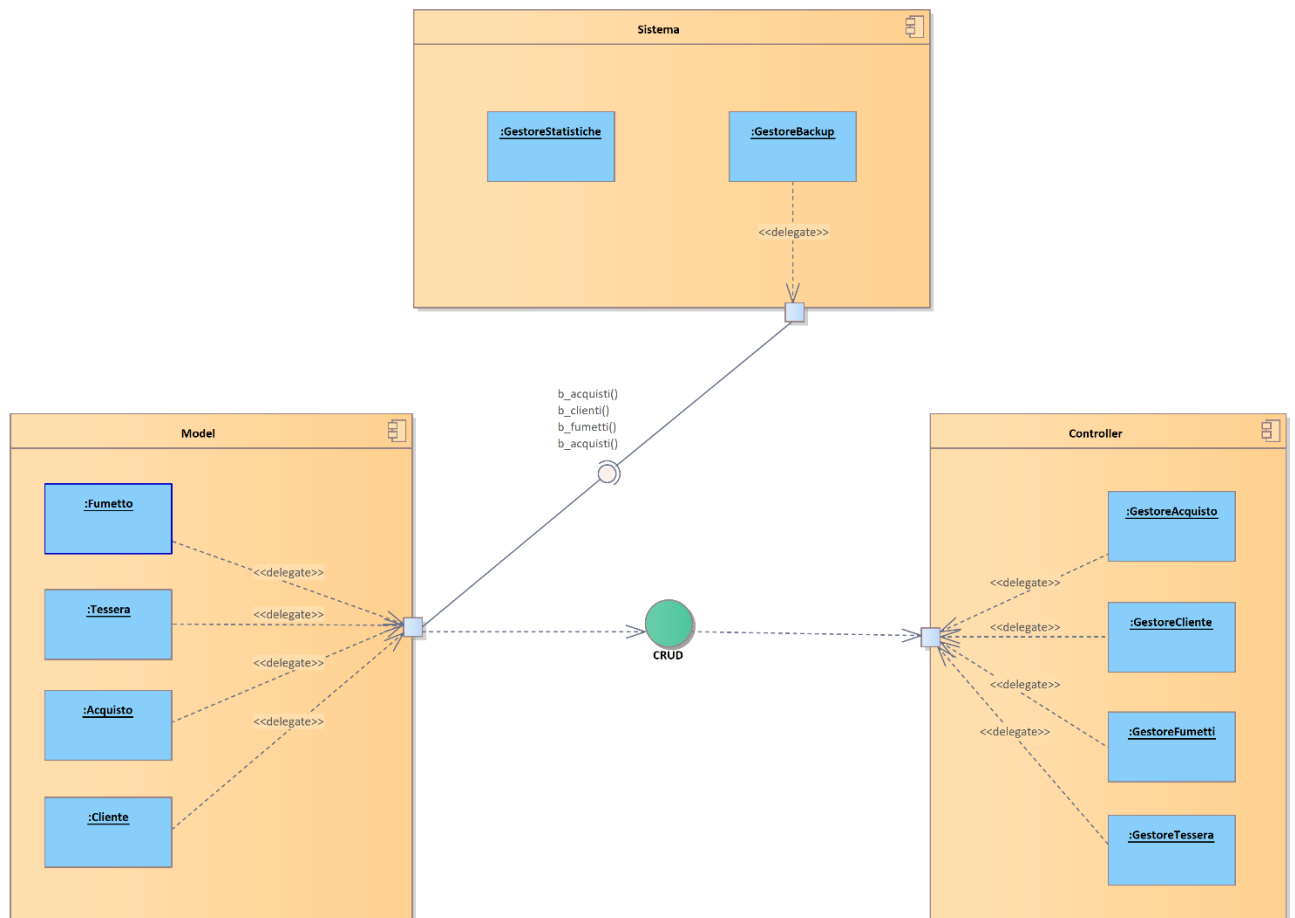 Sistema
:GestoreStatistiche
:GestoreBackup
<<delegate>>
b_acquisti()
b_clienti()
b_fumetti()
b_acquisti()
Model
:Fumetto
<<delegate>>
:Tessera
<<delegate>>
:Acquisto
<<delegate>>
:Cliente
<<delegate>>
CRUD
Controller
:GestoreAcquisto
<<delegate>>
:GestoreCliente
<<delegate>>
:GestoreFumetti
<<delegate>>
:GestoreTessera
<<delegate>>